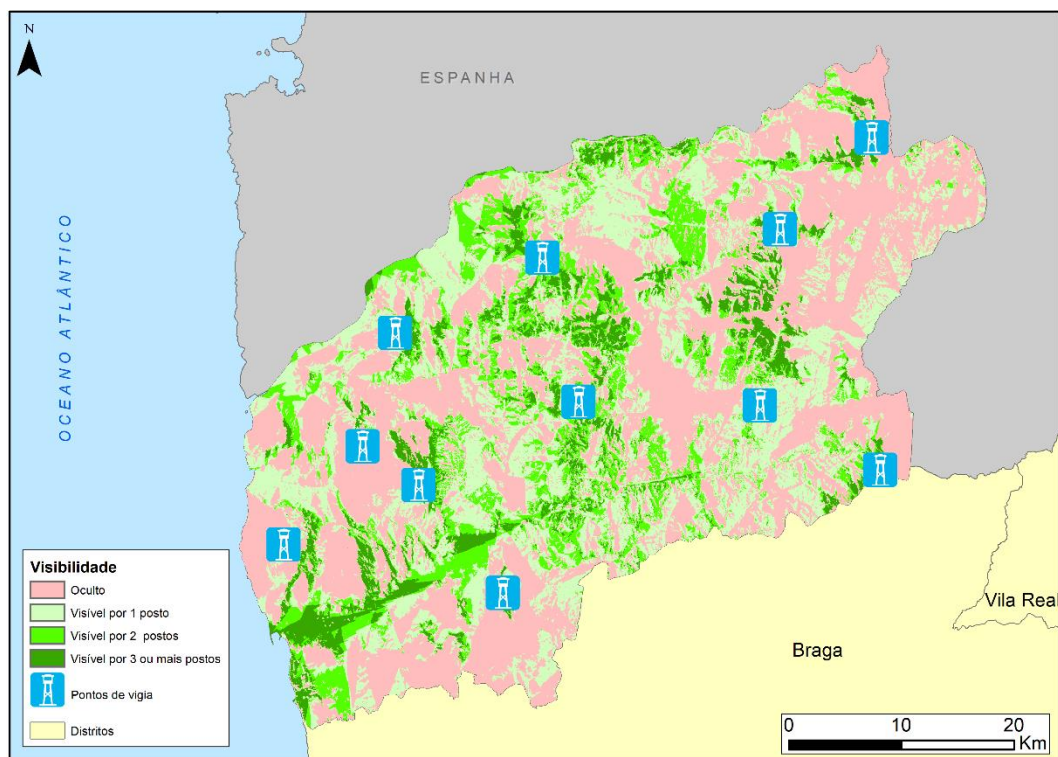 N
ESPANHA
OCEANO ATLÂNTICO
Visibilidade
Oculto
Visível por 1 posto
Visível por 2 postos
Visível por 3 ou mais postos
Pontos de vigia
Distritos
Braga
Vila Real
0 10 20
Km